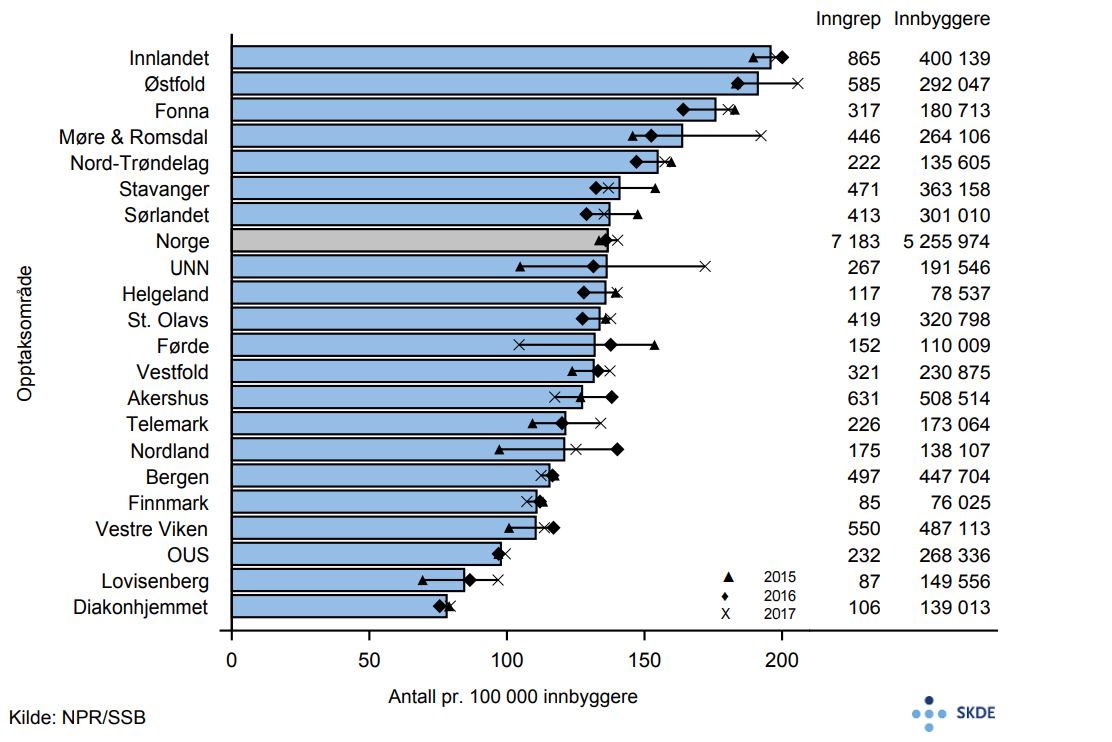 Inngrep Innbyggere
Innlandet 865 400 139
Østfold 585 292 047
Fonna 317 180 713
Møre & Romsdal 446 264 106
Nord-Trøndelag 222 135 605
Stavanger 471 363 158
Sørlandet 413 301 010
Norge 7 183 5 255 974
UNN 267 191 546
Helgeland 117 78 537
St. Olavs 419 320 798
Førde 152 110 009
Vestfold 321 230 875
Akershus 631 508 514
Telemark 226 173 064
Nordland 175 138 107
Bergen 497 447 704
Finnmark 85 76 025
Vestre Viken 550 487 113
OUS 232 268 336
Lovisenberg 87 149 556
Diakonhjemmet 106 139 013
Opptaksområde
2015
2016
2017
0 50 100 150 200
Antall pr. 100 000 innbyggere
Kilde: NPR/SSB
SKDE